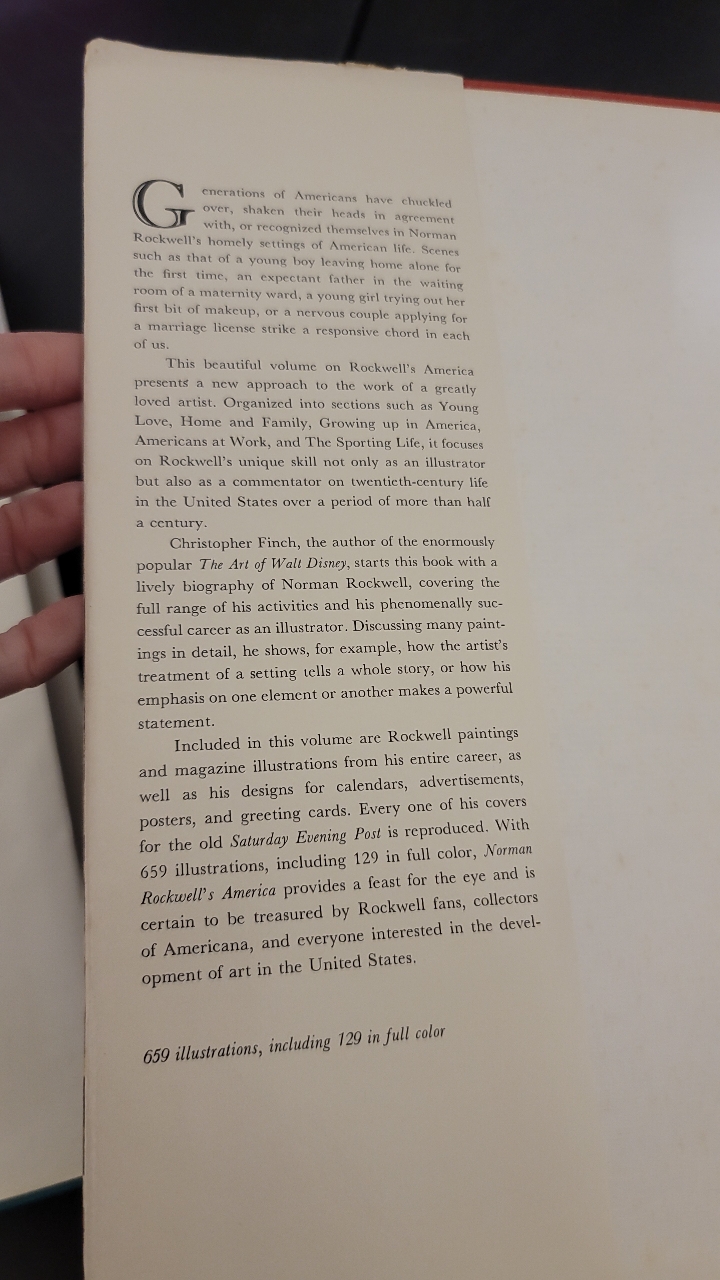 Generations of Americans have chuckled
over, shaken their heads in agreement
with, or recognized themselves in Norman
Rockwell's homely settings of American life. Scenes
such as that of a young boy leaving home alone for
the first time, an expectant father in the waiting
room of a maternity ward, a young girl trying out her
first bit of makeup, or a nervous couple applying for
a marriage license strike a responsive chord in each
of us.
This beautiful volume on Rockwell's America
presents a new approach to the work of a greatly
loved artist. Organized into sections such as Young
Love, Home and Family, Growing up in America,
Americans at Work, and The Sporting Life, it focuses
on Rockwell's unique skill not only as an illustrator
but also as a commentator on twentieth-century life
in the United States over a period of more than half
a century.
Christopher Finch, the author of the enormously
popular The Art of Walt Disney, starts this book with a
lively biography of Norman Rockwell, covering the
full range of his activities and his phenomenally suc-
cessful career as an illustrator. Discussing many paint-
ings in detail, he shows, for example, how the artist's
treatment of a setting tells a whole story, or how his
emphasis on one element or another makes a powerful
statement.
Included in this volume are Rockwell paintings
and magazine illustrations from his entire career, as
well as his designs for calendars, advertisements,
posters, and greeting cards. Every one of his covers
for the old Saturday Evening Post is reproduced. With
659 illustrations, including 129 in full color, Norman
Rockwell's America provides a feast for the eye and is
certain to be treasured by Rockwell fans, collectors
of Americana, and everyone interested in the devel-
opment of art in the United States.
659 illustrations, including 129 in full color